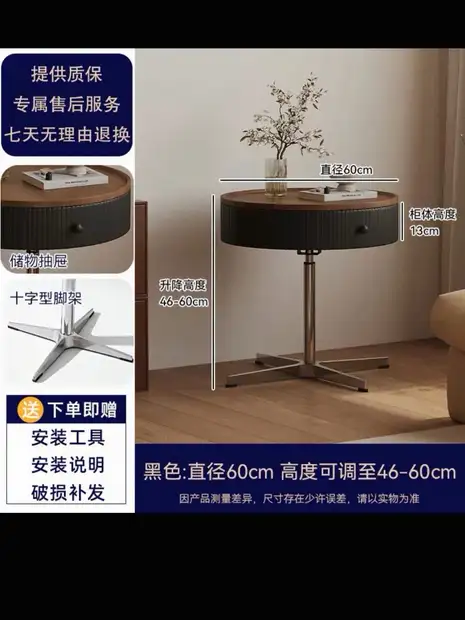 提供质保
专属售后服务
七天无理由退换
储物抽屉
十字型脚架
送 下单即赠
安装工具
安装说明
破损补发
直径60cm
柜体高度
13cm
升降高度
46-60cm
黑色:直径60cm 高度可调至46-60cm
因产品测量差异，尺寸存在少许误差，请以实物为准